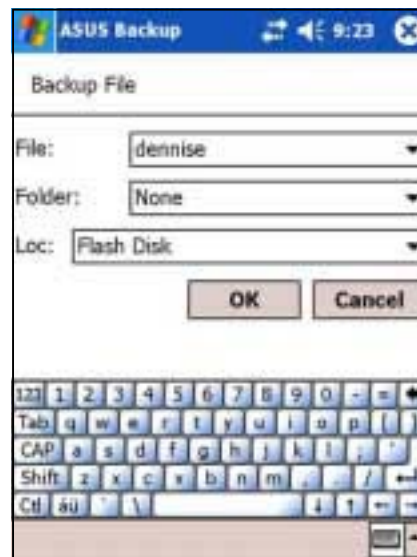 ASUS Backup 9:23
Backup File
File: dennise
Folder: None
Loc: Flash Disk
OK Cancel
123 1 2 3 4 5 6 7 8 9 0 - =
Tab q w e r t y u i o p [ ]
CAP a s d f g h j k l ; '
Shift z x c v b n m , . /
Ctl áü ` \